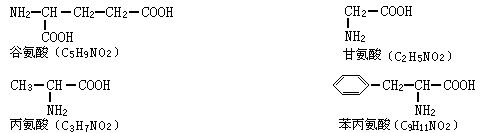 NH2—CH—CH2—CH2—COOH
COOH
谷氨酸（C5H9NO2）
CH2—COOH
NH2
甘氨酸（C2H5NO2）
CH3—CH—COOH
NH2
丙氨酸（C3H7NO2）
CH2—CH—COOH
NH2
苯丙氨酸（C9H11NO2）